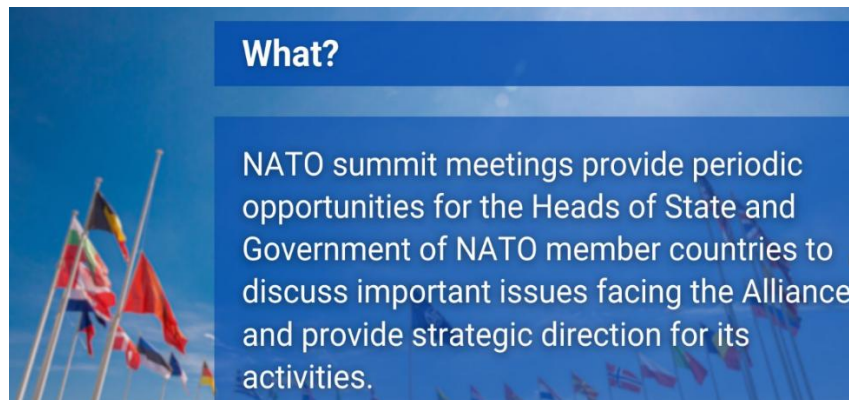 What?
NATO summit meetings provide periodic
opportunities for the Heads of State and
Government of NATO member countries to
discuss important issues facing the Alliance
and provide strategic direction for its
activities.